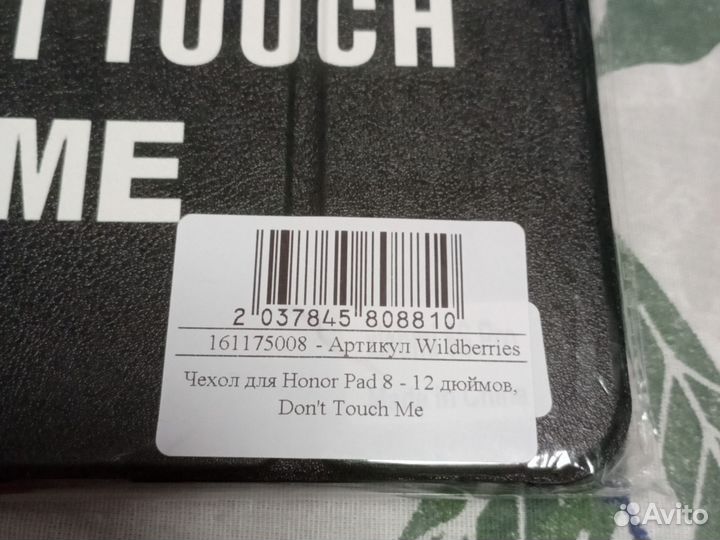 T TOUCH
ME
2 037845 808810
161175008 - Артикул Wildberries
Чехол для Honor Pad 8 - 12 дюймов,
Don't Touch Me
Avito